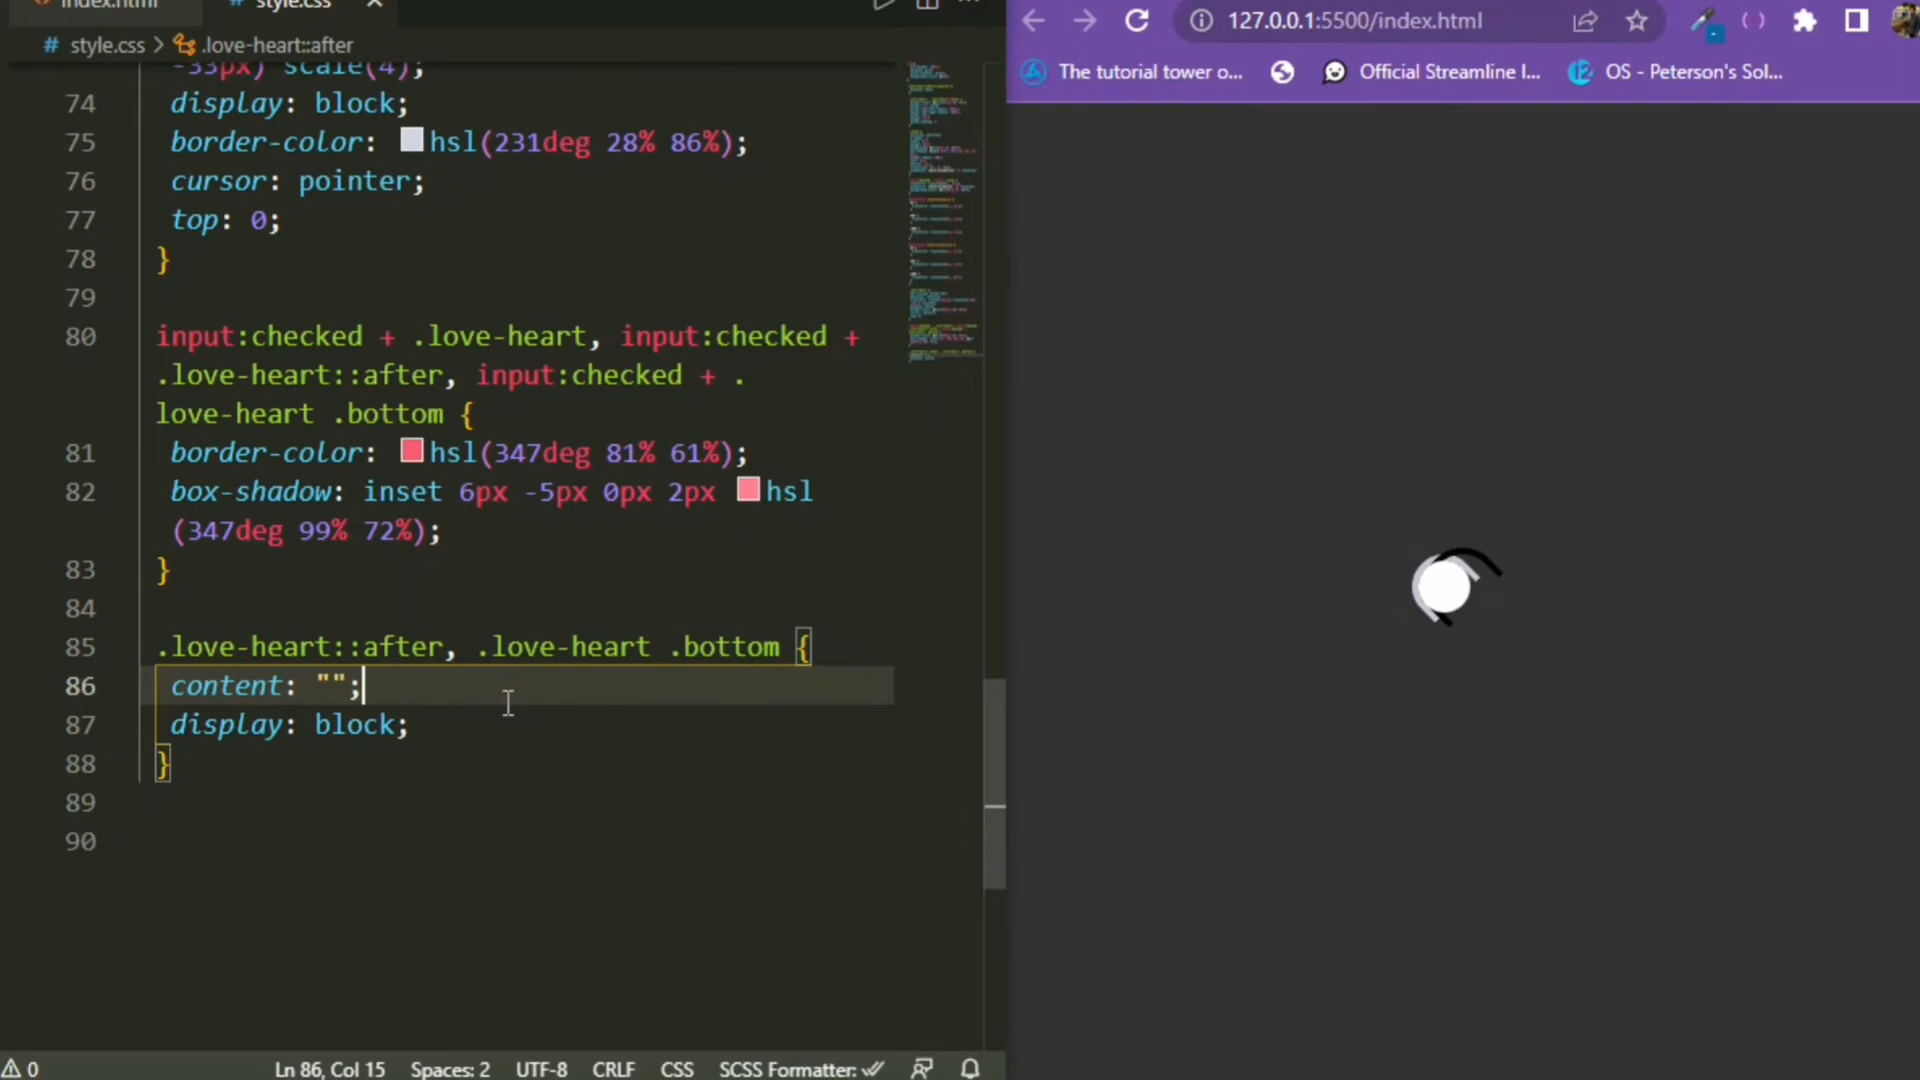 index.html
style.css
style.css > .love-heart::after
-33px) scale(4);
74 display: block;
75 border-color: hsl(231deg 28% 86%);
76 cursor: pointer;
77 top: 0;
78 }
79
80 input:checked + .love-heart, input:checked +
.love-heart::after, input:checked + .
love-heart .bottom {
81 border-color: hsl(347deg 81% 61%);
82 box-shadow: inset 6px -5px 0px 2px hsl
(347deg 99% 72%);
83 }
84
85 .love-heart::after, .love-heart .bottom {
86 content: "";
87 display: block;
88 }
89
90
0 Ln 86, Col 15 Spaces: 2 UTF-8 CRLF CSS SCSS Formatter:
127.0.0.1:5500/index.html
The tutorial tower o... Official Streamline I... OS - Peterson's Sol...